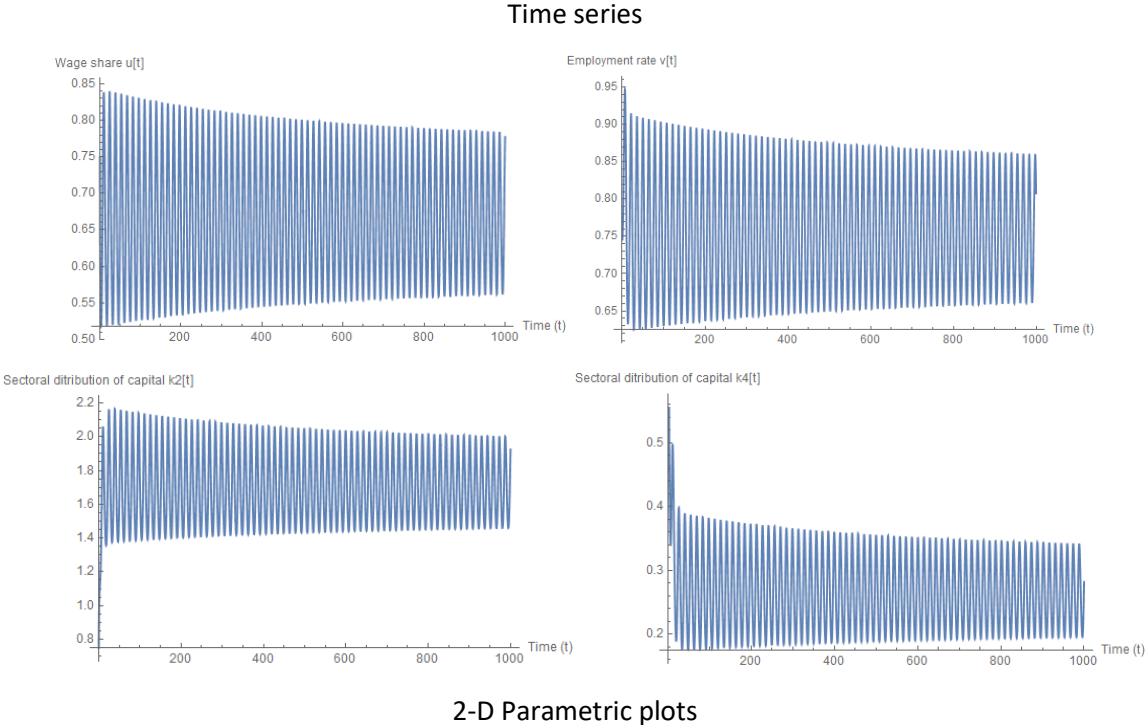 Time series
Wage share u[t]
0.85
0.80
0.75
0.70
0.65
0.60
0.55
0.50
200 400 600 800 1000
Time (t)
Employment rate v[t]
0.95
0.90
0.85
0.80
0.75
0.70
0.65
200 400 600 800 1000
Time (t)
Sectoral ditribution of capital k2[t]
2.2
2.0
1.8
1.6
1.4
1.2
1.0
0.8
200 400 600 800 1000
Time (t)
Sectoral ditribution of capital k4[t]
0.5
0.4
0.3
0.2
200 400 600 800 1000
Time (t)
2-D Parametric plots